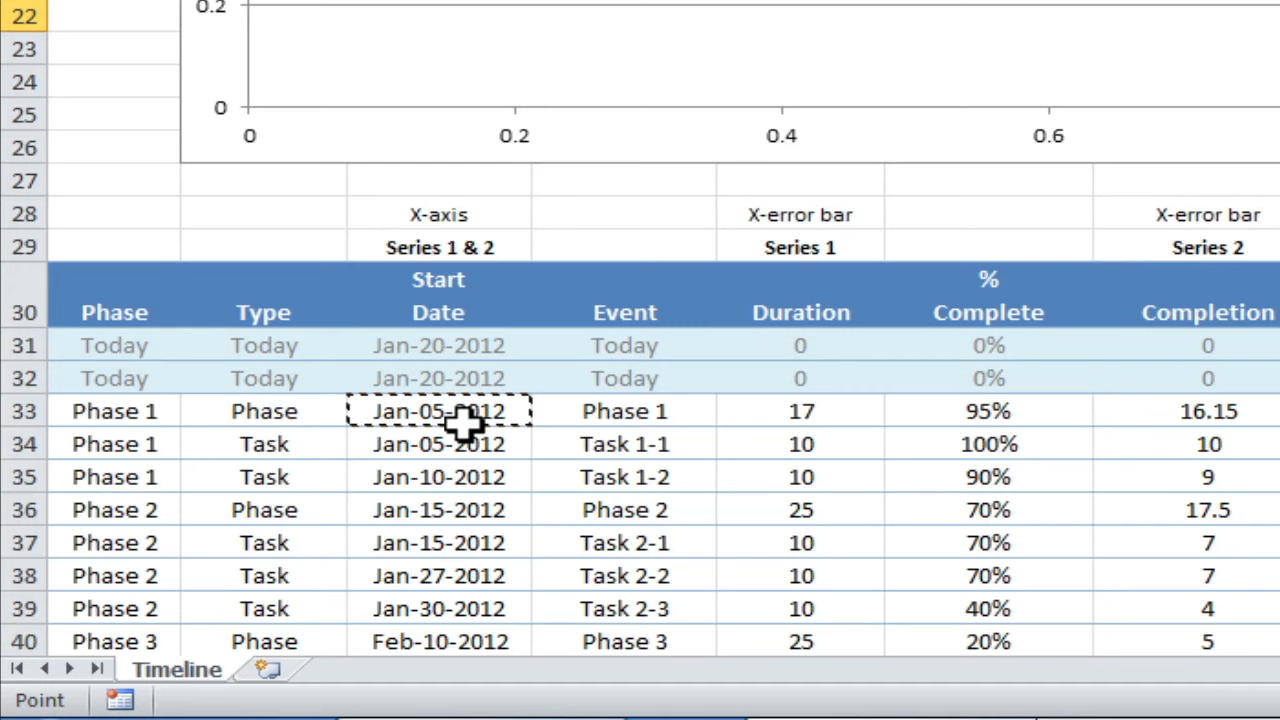 22 0.2
23
24
25 0
26 0 0.2 0.4 0.6
27
28 X-axis X-error bar X-error bar
29 Series 1 & 2 Series 1 Series 2
Start %
30 Phase Type Date Event Duration Complete Completion
31 Today Today Jan-20-2012 Today 0 0% 0
32 Today Today Jan-20-2012 Today 0 0% 0
33 Phase 1 Phase Jan-05-2012 Phase 1 17 95% 16.15
34 Phase 1 Task Jan-05-2012 Task 1-1 10 100% 10
35 Phase 1 Task Jan-10-2012 Task 1-2 10 90% 9
36 Phase 2 Phase Jan-15-2012 Phase 2 25 70% 17.5
37 Phase 2 Task Jan-15-2012 Task 2-1 10 70% 7
38 Phase 2 Task Jan-27-2012 Task 2-2 10 70% 7
39 Phase 2 Task Jan-30-2012 Task 2-3 10 40% 4
40 Phase 3 Phase Feb-10-2012 Phase 3 25 20% 5
Timeline
Point